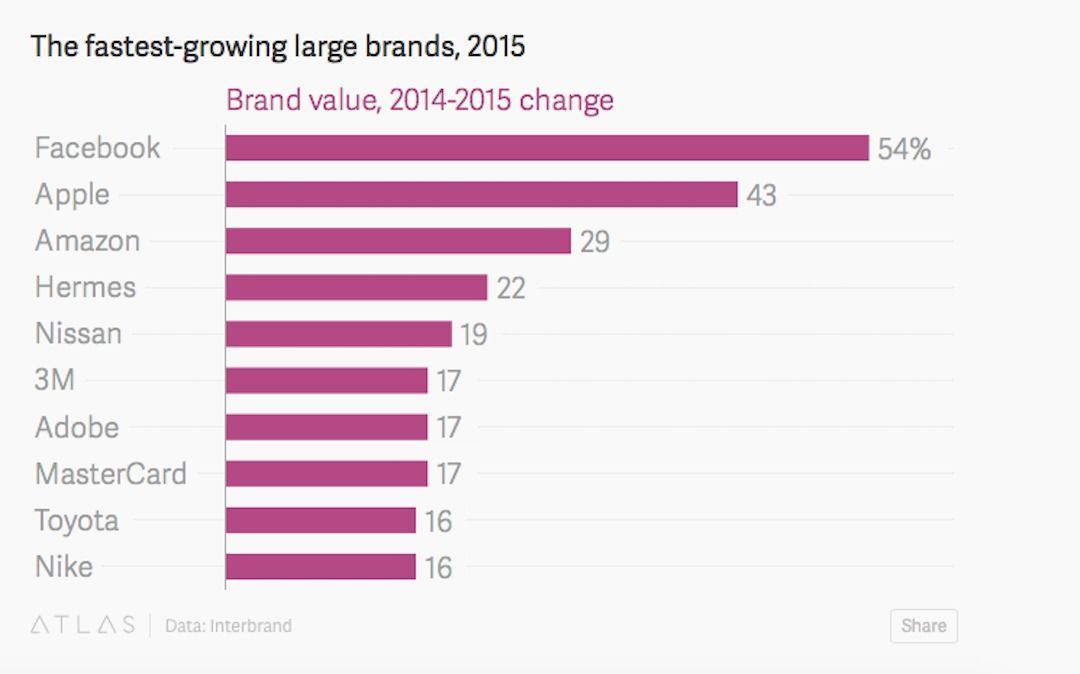 The fastest-growing large brands, 2015
Brand value, 2014-2015 change
Facebook 54%
Apple 43
Amazon 29
Hermes 22
Nissan 19
3M 17
Adobe 17
MasterCard 17
Toyota 16
Nike 16
ATLAS Data: Interbrand Share